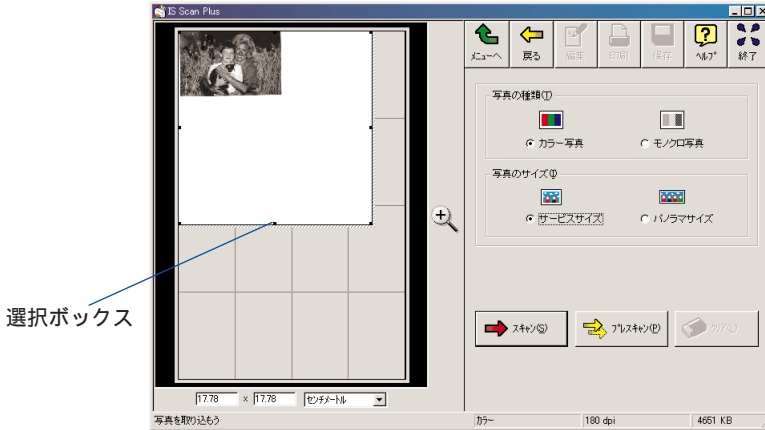 IS Scan Plus
ﾒﾆｭｰへ
戻る
編集
印刷
保存
ﾍﾙﾌﾟ
終了
写真の種類(T)
カラー写真
モノクロ写真
写真のサイズ(I)
サービスサイズ
パノラマサイズ
選択ボックス
ｽｷｬﾝ(S)
ﾌﾟﾚｽｷｬﾝ(P)
ｸﾘｱ(L)
17.78 x 17.78 センチメートル
写真を取り込もう
ｶﾗｰ
180 dpi
4651 KB